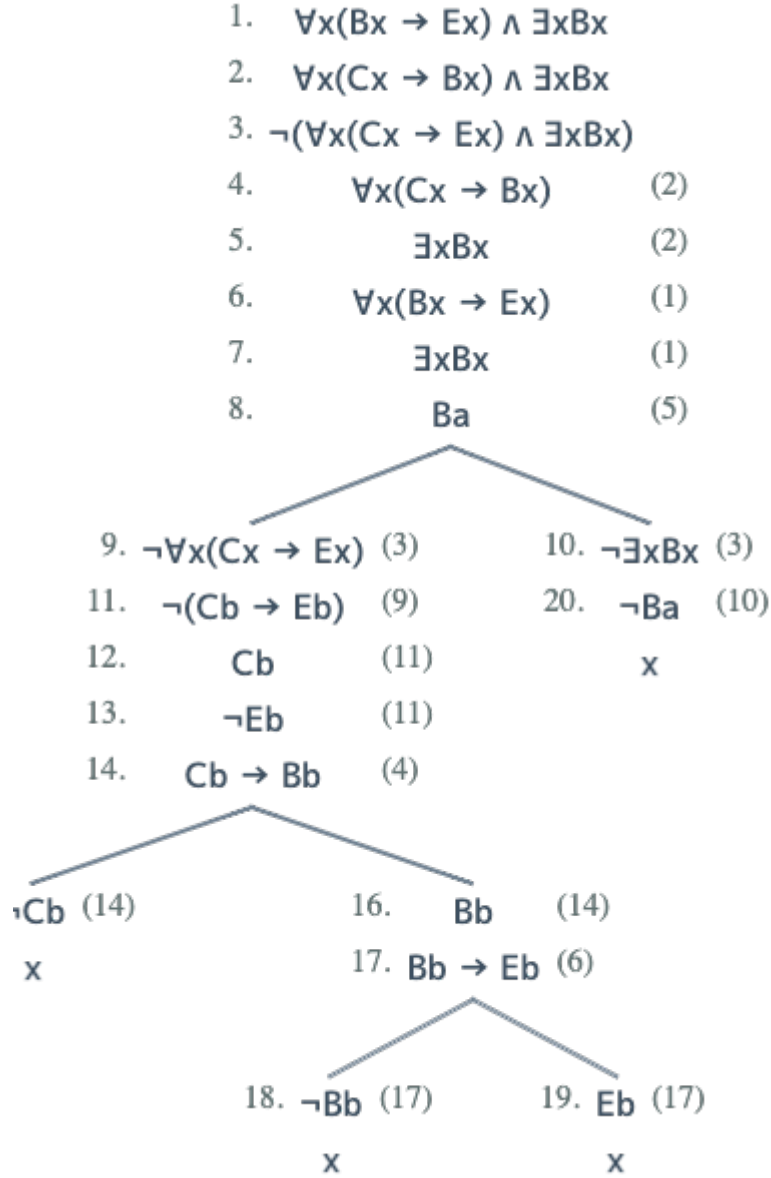 1. ∀x(Bx → Ex) ∧ ∃xBx
2. ∀x(Cx → Bx) ∧ ∃xBx
3. ¬(∀x(Cx → Ex) ∧ ∃xBx)
4. ∀x(Cx → Bx) (2)
5. ∃xBx (2)
6. ∀x(Bx → Ex) (1)
7. ∃xBx (1)
8. Ba (5)
9. ¬∀x(Cx → Ex) (3) 10. ¬∃xBx (3)
11. ¬(Cb → Eb) (9) 20. ¬Ba (10)
12. Cb (11) x
13. ¬Eb (11)
14. Cb → Bb (4)
¬Cb (14) 16. Bb (14)
x 17. Bb → Eb (6)
18. ¬Bb (17) 19. Eb (17)
x x